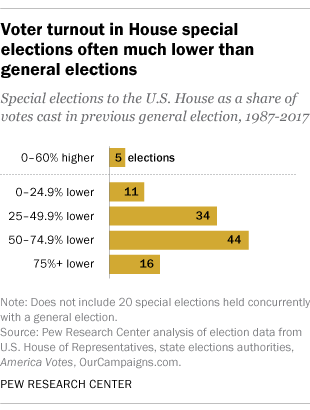 Voter turnout in House special
elections often much lower than
general elections
Special elections to the U.S. House as a share of
votes cast in previous general election, 1987-2017
0–60% higher 5 elections
0–24.9% lower 11
25–49.9% lower 34
50–74.9% lower 44
75%+ lower 16
Note: Does not include 20 special elections held concurrently
with a general election.
Source: Pew Research Center analysis of election data from
U.S. House of Representatives, state elections authorities,
America Votes, OurCampaigns.com.
PEW RESEARCH CENTER